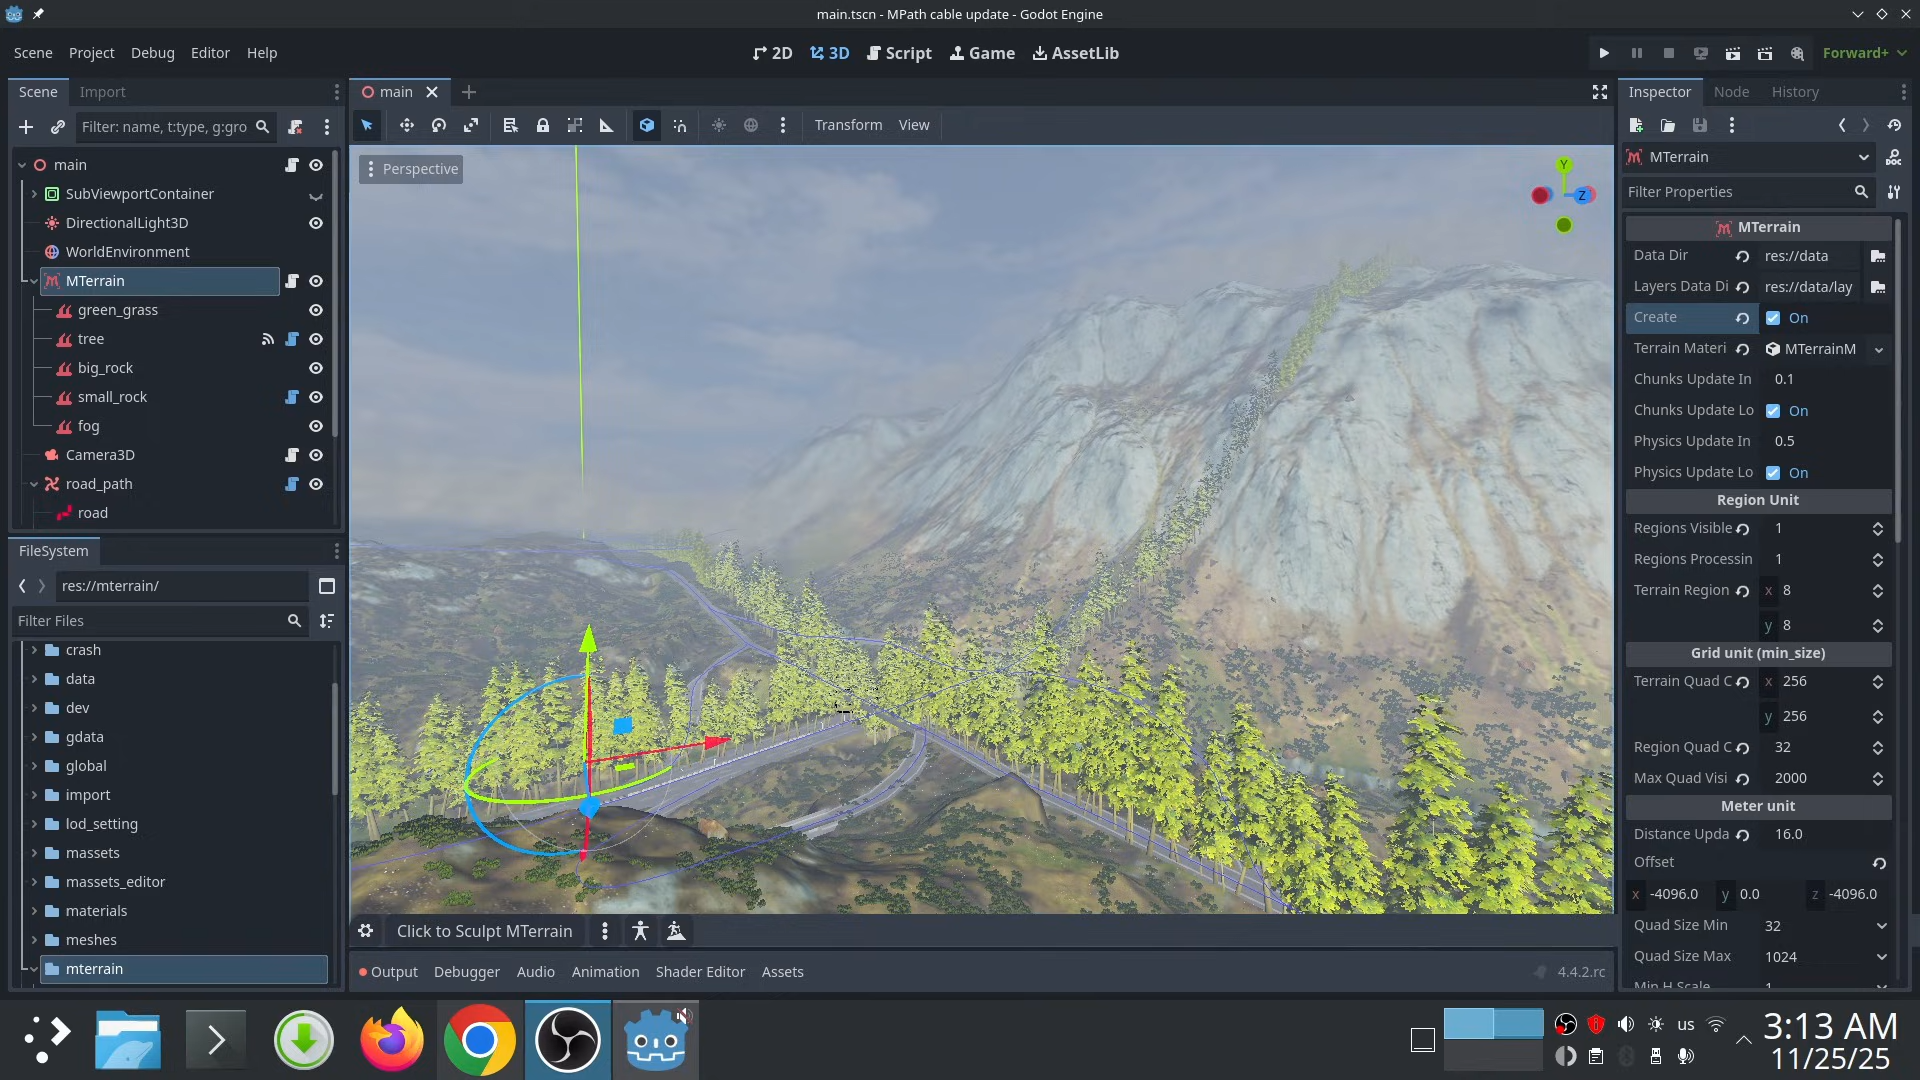 main.tscn - MPath cable update - Godot Engine
Scene Project Debug Editor Help
2D 3D Script Game AssetLib
Forward+
Scene Import
Filter: name, t:type, g:gro
main
SubViewportContainer
DirectionalLight3D
WorldEnvironment
MTerrain
green_grass
tree
big_rock
small_rock
fog
Camera3D
road_path
road
FileSystem
res://mterrain/
Filter Files
crash
data
dev
gdata
global
import
lod_setting
massets
massets_editor
materials
meshes
mterrain
main
Transform View
Perspective
Y
Z
Click to Sculpt MTerrain
Output Debugger Audio Animation Shader Editor Assets
4.4.2.rc
Inspector Node History
MTerrain
DOC
Filter Properties
MTerrain
Data Dir res://data
Layers Data Di res://data/lay
Create On
Terrain Materi MTerrainM
Chunks Update In 0.1
Chunks Update Lo On
Physics Update In 0.5
Physics Update Lo On
Region Unit
Regions Visible 1
Regions Processin 1
Terrain Region x 8
y 8
Grid unit (min_size)
Terrain Quad C x 256
y 256
Region Quad C 32
Max Quad Visi 2000
Meter unit
Distance Upda 16.0
Offset
x -4096.0 y 0.0 z -4096.0
Quad Size Min 32
Quad Size Max 1024
Min H Scale 1
us
3:13 AM
11/25/25